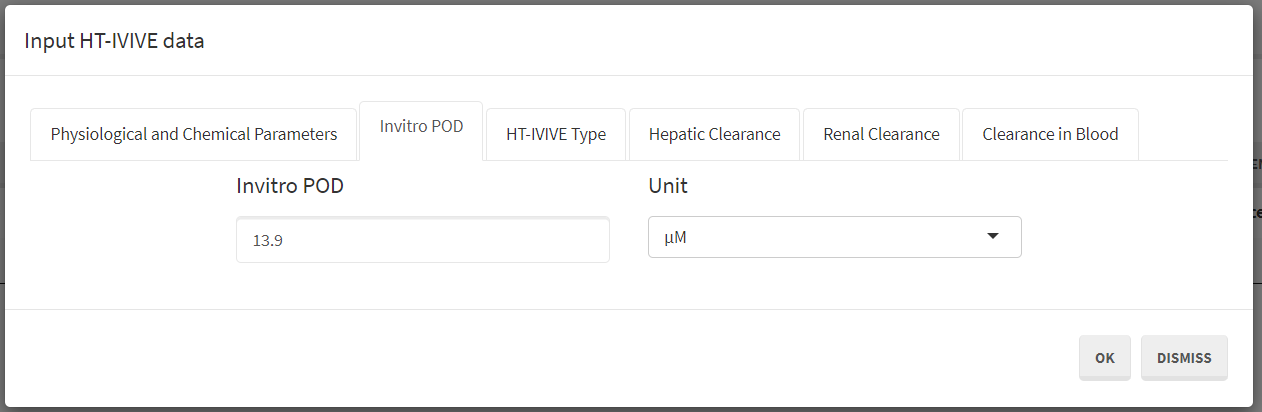 Input HT-IVIVE data
Physiological and Chemical Parameters
Invitro POD
HT-IVIVE Type
Hepatic Clearance
Renal Clearance
Clearance in Blood
Invitro POD
Unit
13.9
µM
OK
DISMISS